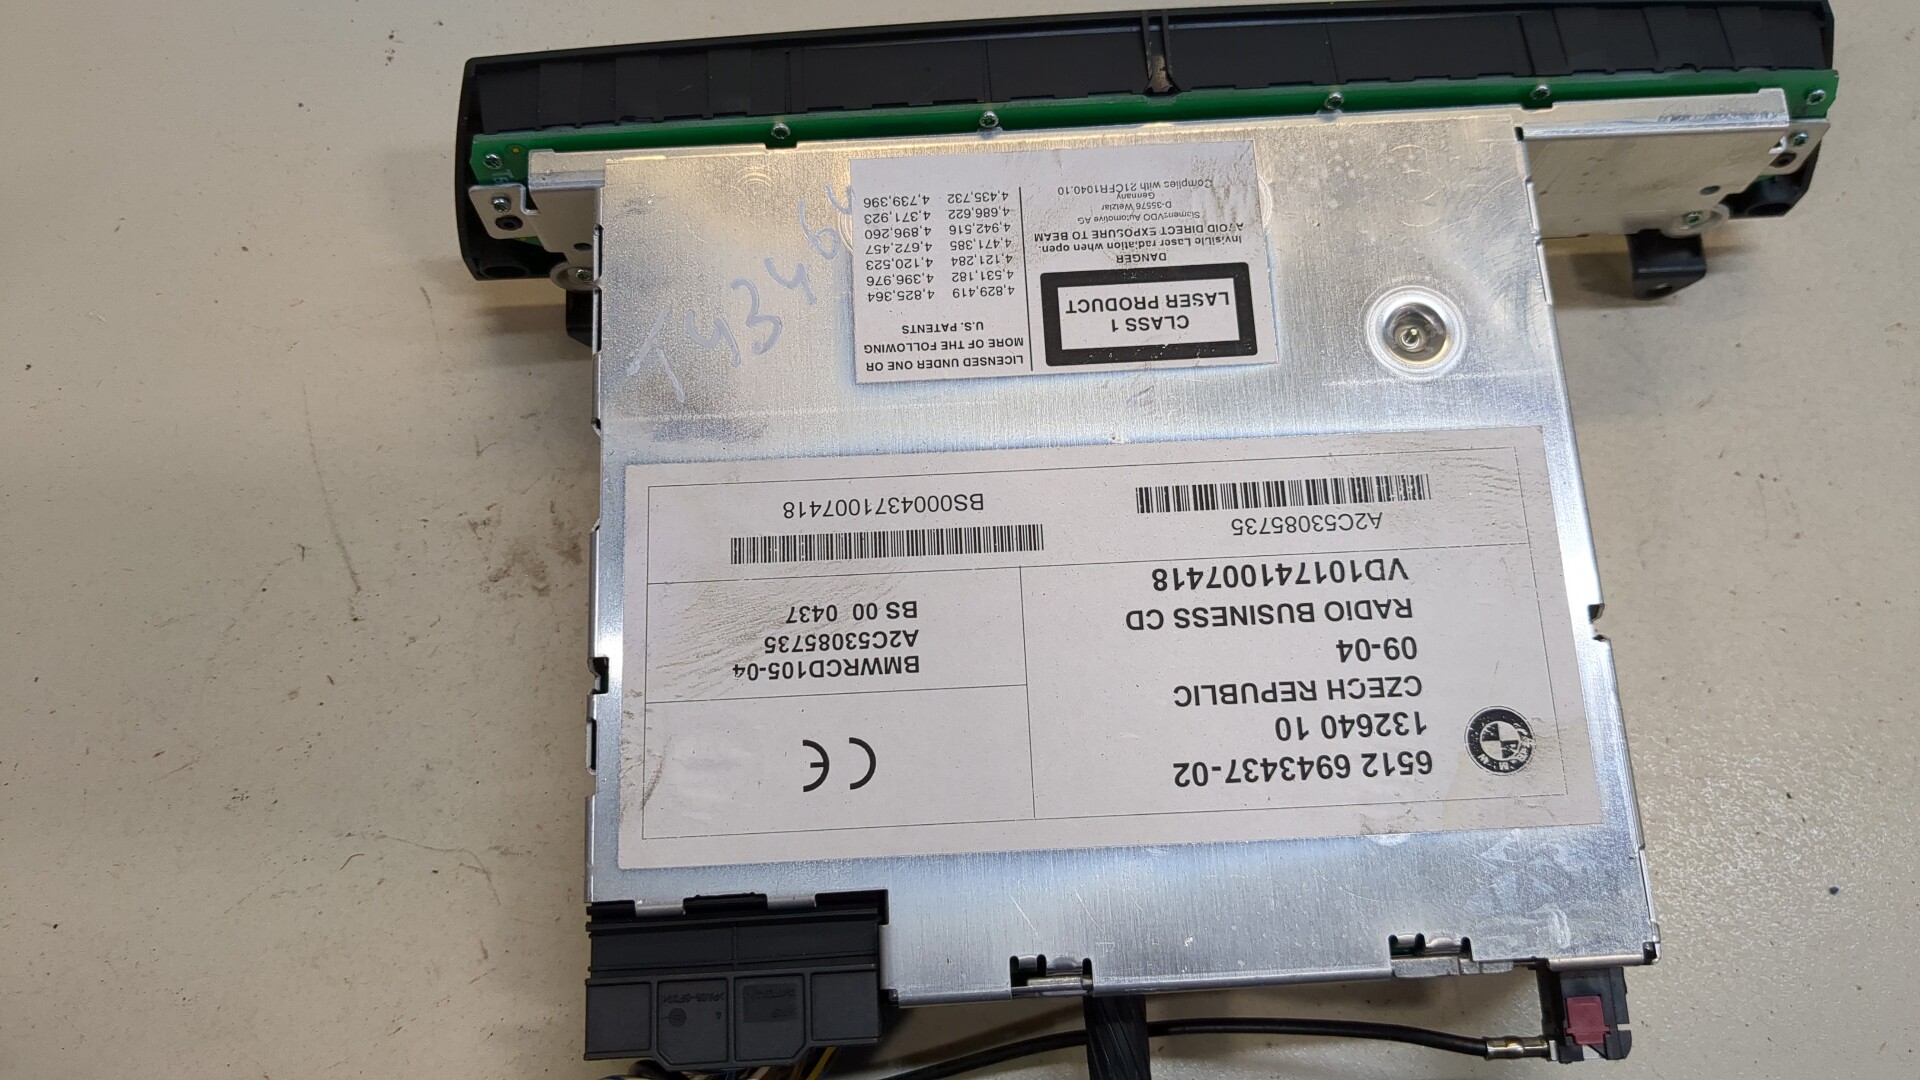 6512 6943437-02
132640 10
CZECH REPUBLIC
09-04
RADIO BUSINESS CD
VD101741007418
BMWRCD105-04
A2C53085735
BS 00 0437
A2C53085735
BS0004371007418
LICENSED UNDER ONE OR
MORE OF THE FOLLOWING
U.S. PATENTS
4,829,419 4,825,364
4,531,182 4,396,976
4,121,284 4,120,523
4,471,385 4,672,457
4,942,516 4,896,260
4,686,622 4,371,923
4,435,732 4,739,396
CLASS 1
LASER PRODUCT
DANGER
Invisible Laser radiation when open.
AVOID DIRECT EXPOSURE TO BEAM
SiemensVDO Automotive AG
D-35576 Wetzlar
Germany
Complies with 21CFR1040.10
T43464